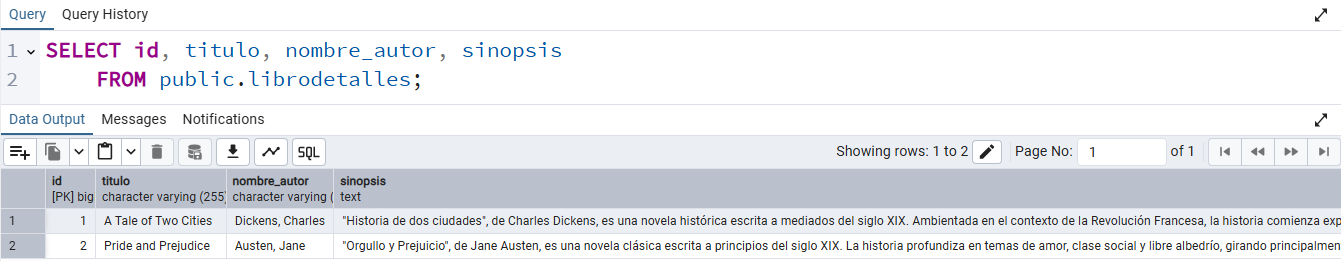 Query Query History
1 SELECT id, titulo, nombre_autor, sinopsis
2 FROM public.librodetalles;
Data Output Messages Notifications
SQL Showing rows: 1 to 2 Page No: 1 of 1
id titulo nombre_autor sinopsis
[PK] big character varying (255) character varying ( text
1 1 A Tale of Two Cities Dickens, Charles "Historia de dos ciudades", de Charles Dickens, es una novela histórica escrita a mediados del siglo XIX. Ambientada en el contexto de la Revolución Francesa, la historia comienza exp
2 2 Pride and Prejudice Austen, Jane "Orgullo y Prejuicio", de Jane Austen, es una novela clásica escrita a principios del siglo XIX. La historia profundiza en temas de amor, clase social y libre albedrío, girando principalmen